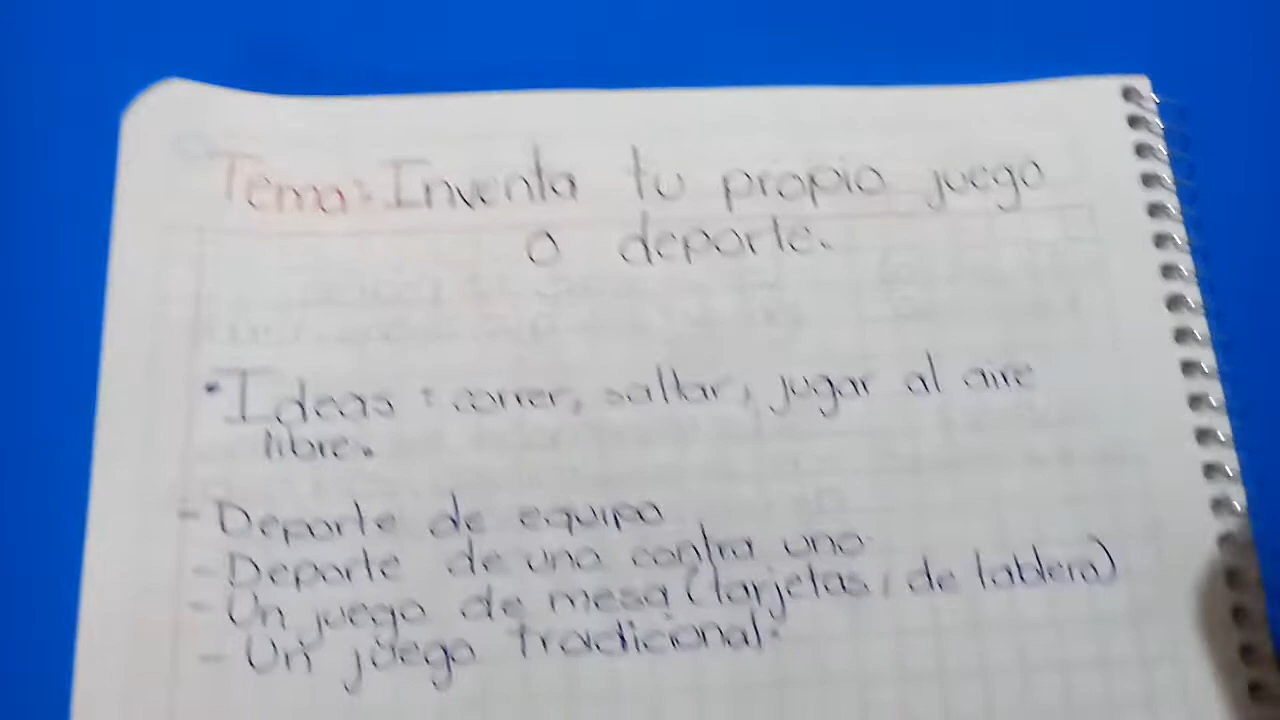 Tema: Inventa tu propio juego
o deporte.
• Ideas: correr, saltar, jugar al aire
libre.
- Deporte de equipo
- Deporte de uno contra uno
- Un juego de mesa (tarjetas, de tablero)
- Un juego tradicional.